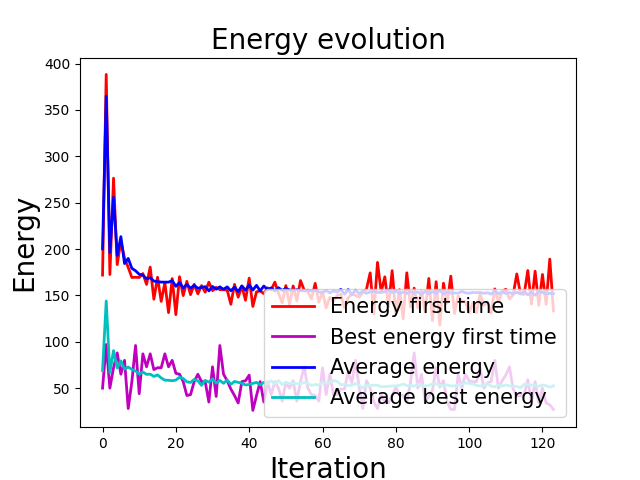 Energy evolution
Energy
400
350
300
250
200
150
100
50
Energy first time
Best energy first time
Average energy
Average best energy
0 20 40 60 80 100 120
Iteration